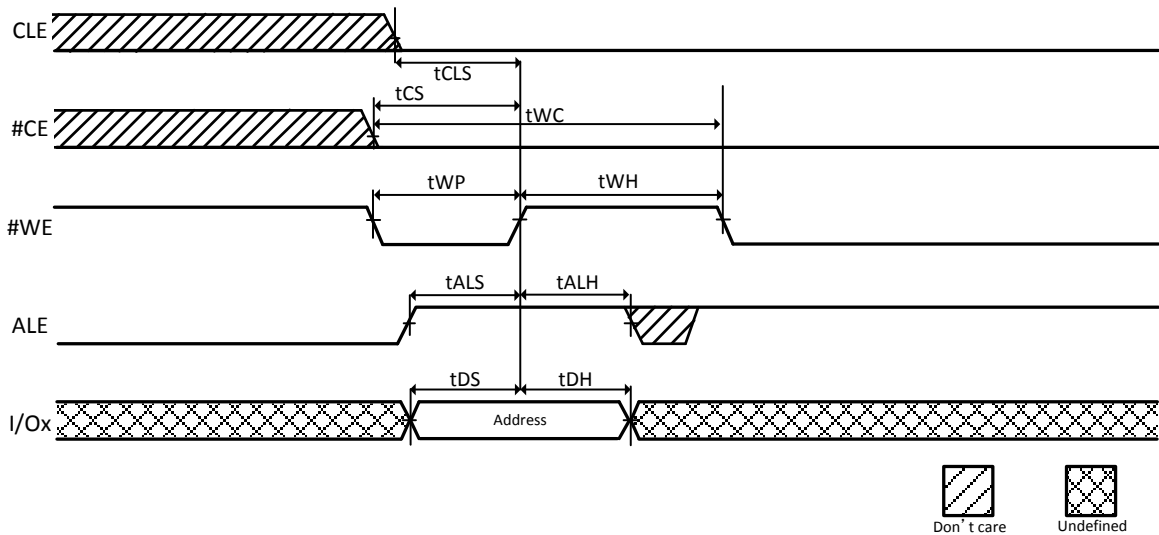 CLE
tCLS
tCS
#CE
tWC
tWP
tWH
#WE
tALS
tALH
ALE
tDS
tDH
I/Ox
Address
Don’t care
Undefined